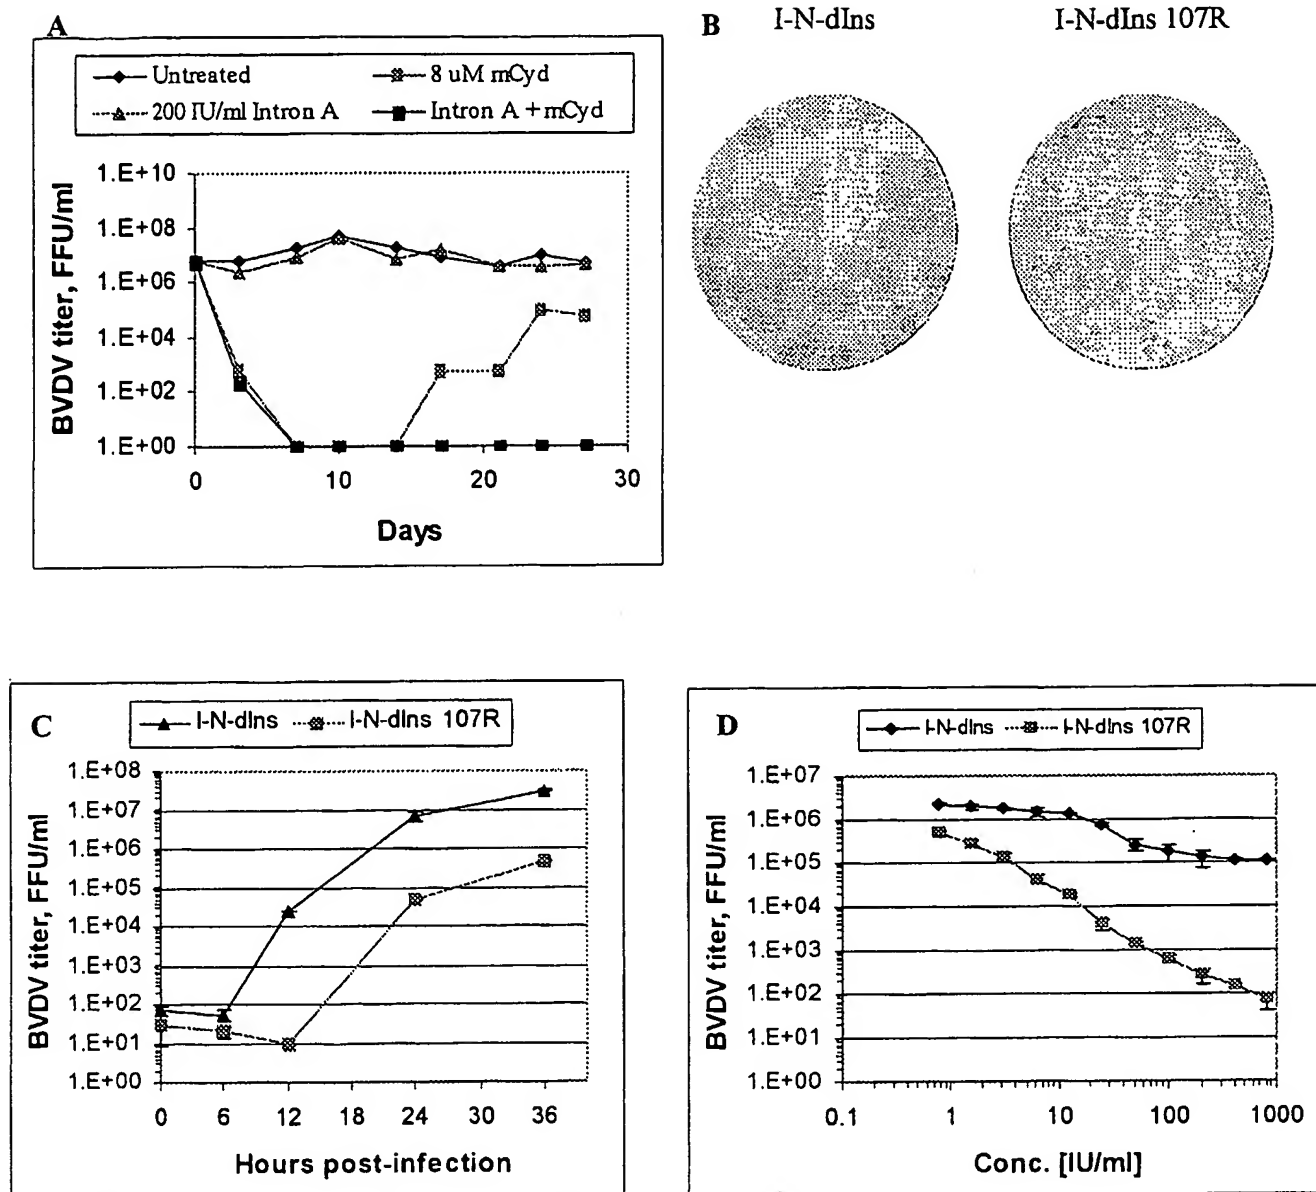 A
Untreated
8 uM mCyd
200 IU/ml Intron A
Intron A + mCyd
BVDV titer, FFU/ml
1.E+10
1.E+08
1.E+06
1.E+04
1.E+02
1.E+00
0 10 20 30
Days
B
I-N-dIns
I-N-dIns 107R
C
I-N-dIns
I-N-dIns 107R
BVDV titer, FFU/ml
1.E+08
1.E+07
1.E+06
1.E+05
1.E+04
1.E+03
1.E+02
1.E+01
1.E+00
0 6 12 18 24 30 36
Hours post-infection
D
I-N-dIns
I-N-dIns 107R
BVDV titer, FFU/ml
1.E+07
1.E+06
1.E+05
1.E+04
1.E+03
1.E+02
1.E+01
1.E+00
0.1 1 10 100 1000
Conc. [IU/ml]